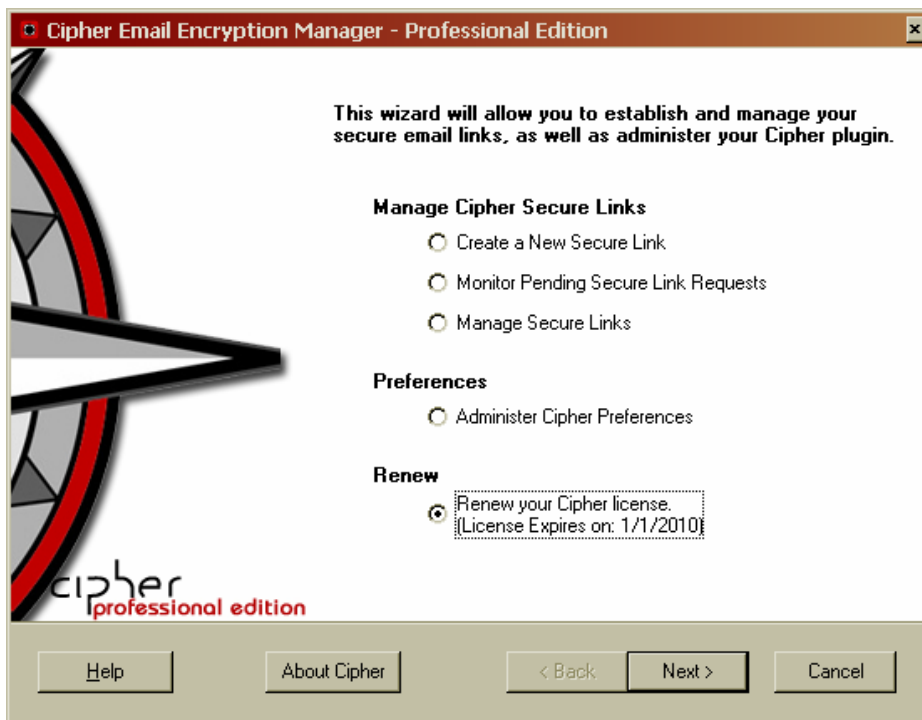 Cipher Email Encryption Manager - Professional Edition
This wizard will allow you to establish and manage your
secure email links, as well as administer your Cipher plugin.
Manage Cipher Secure Links
Create a New Secure Link
Monitor Pending Secure Link Requests
Manage Secure Links
Preferences
Administer Cipher Preferences
Renew
Renew your Cipher license.
(License Expires on: 1/1/2010)
cipher
professional edition
Help
About Cipher
< Back
Next >
Cancel